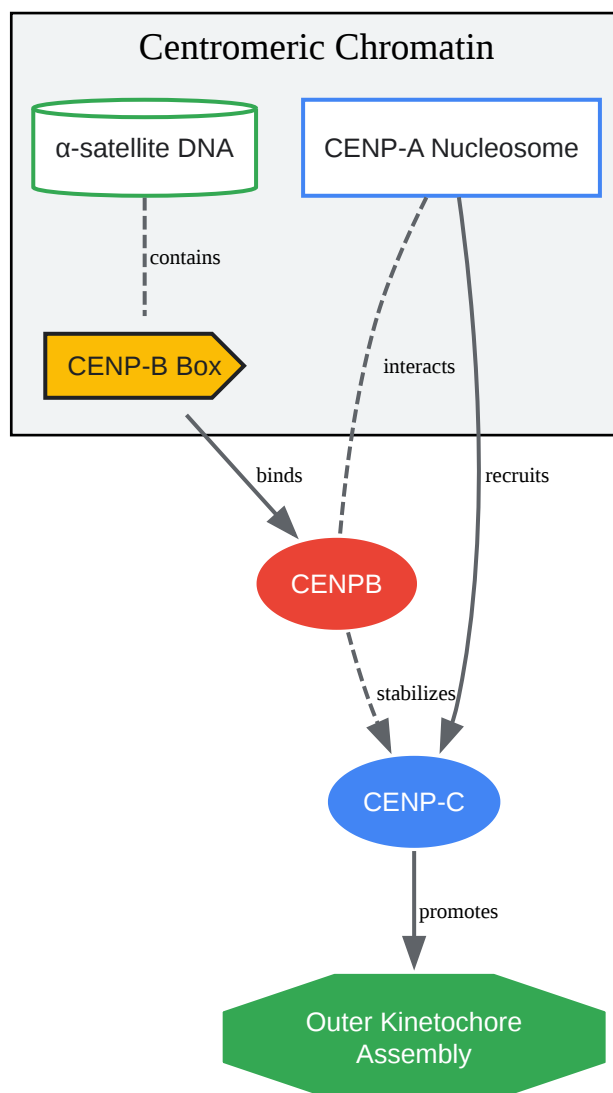 Centromeric Chromatin
α-satellite DNA
CENP-A Nucleosome
contains
CENP-B Box
interacts
binds
recruits
CENPB
stabilizes
CENP-C
promotes
Outer Kinetochore
Assembly